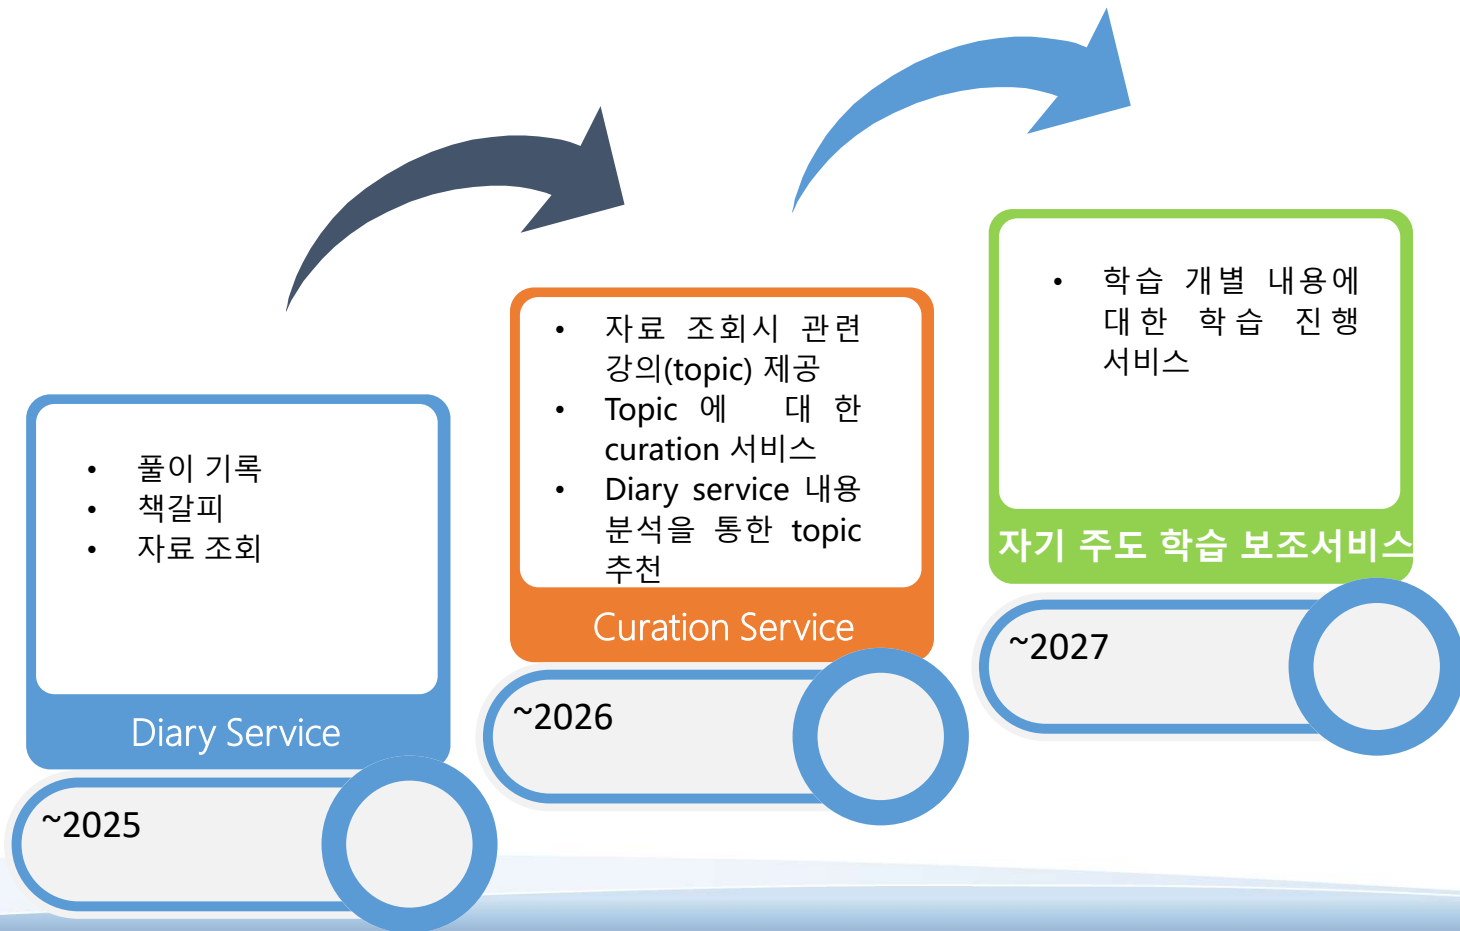 • 풀이 기록
• 책갈피
• 자료 조회
Diary Service
~2025
• 자료 조회시 관련
강의(topic) 제공
• Topic 에 대 한
curation 서비스
• Diary service 내용
분석을 통한 topic
추천
Curation Service
~2026
• 학습 개별 내용에
대한 학습 진행
서비스
자기 주도 학습 보조서비스
~2027